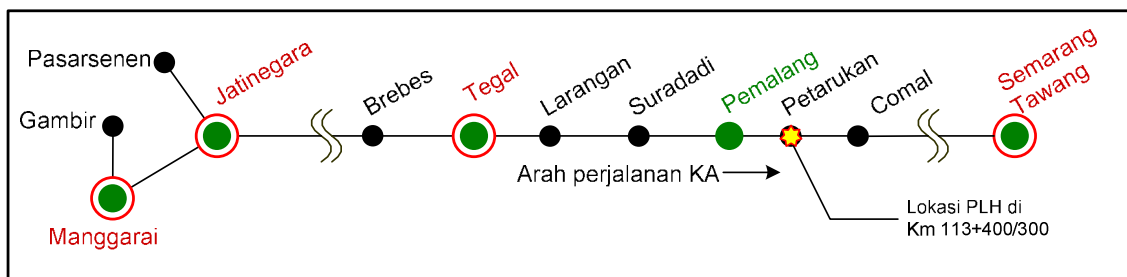 Pasarsenen
Gambir
Manggarai
Jatinegara
Brebes
Tegal
Larangan
Suradadi
Pemalang
Petarukan
Comal
Semarang
Tawang
Arah perjalanan KA
Lokasi PLH di
Km 113+400/300